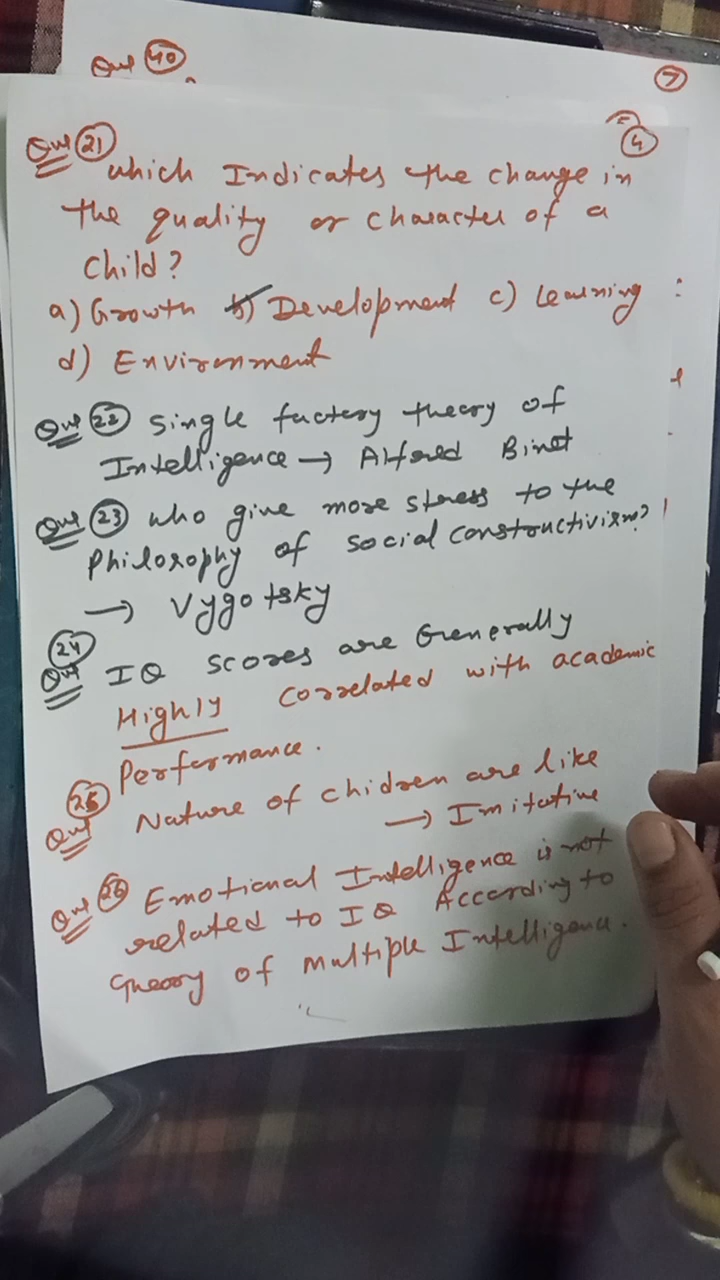 Que 40
7
4
Que 21
which Indicates the change in
the quality or character of a
child?
a) Growth b) Development c) Learning
d) Environment
Que 22 Single factory theory of
Intelligence → Alfred Binet
Que 23 who give more stress to the
Philosophy of social constructivism?
→ Vygotsky
24
Que IQ scores are Generally
Highly correlated with academic
Performance.
25
Que Nature of chidren are like
→ Imitative
Que 26 Emotional Intelligence is not
related to IQ According to
theory of multiple Intelligence.